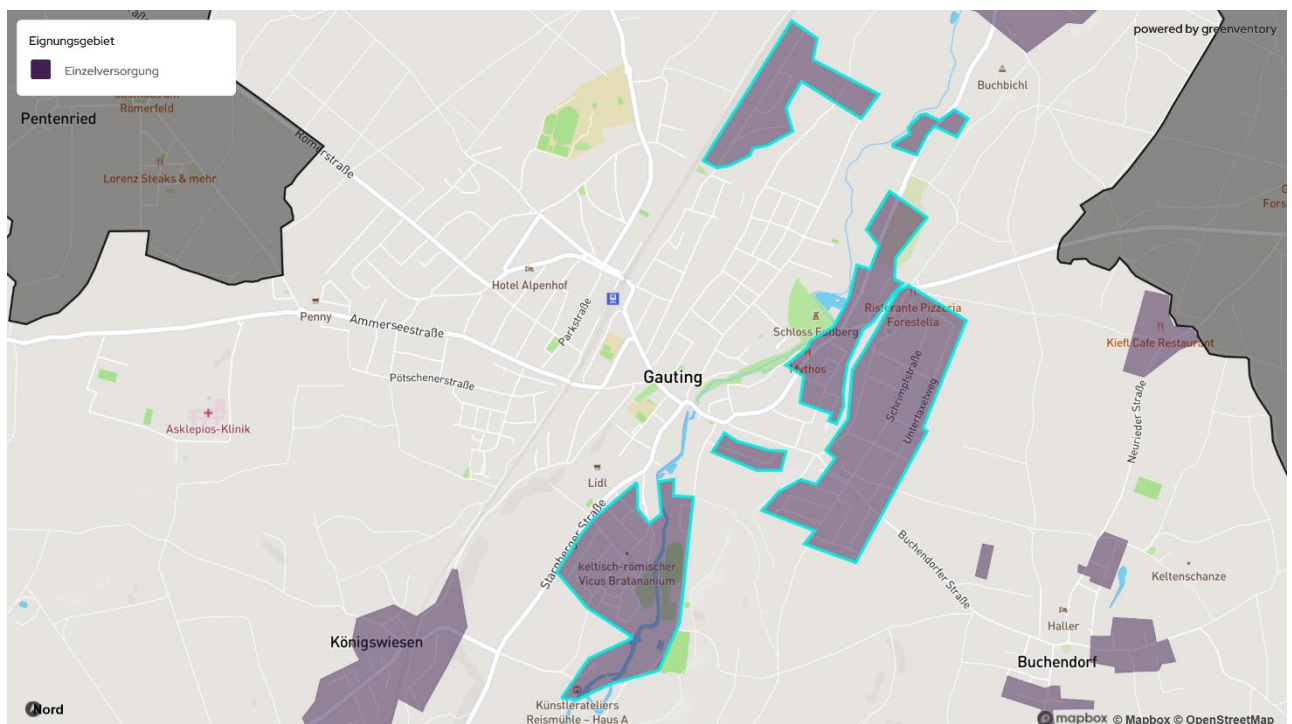 Eignungsgebiet
Einzelversorgung
powered by greenventory
Buchbichl
Römerfeld
Pentenried
Römerstraße
Lorenz Steaks & mehr
Hotel Alpenhof
Penny
Ammerseestraße
Parkstraße
Ristorante Pizzeria
Forestella
Schloss Fußberg
Kiefl Cafe Restaurant
Mythos
Gauting
Pötschenerstraße
Schrimpfstraße
Untertaxetweg
Neurieder Straße
Asklepios-Klinik
Lidl
Starnberger Straße
Buchendorfer Straße
keltisch-römischer
Vicus Bratananium
Keltenschanze
Haller
Königswiesen
Buchendorf
Künstlerateliers
Reismühle – Haus A
Nord
mapbox © Mapbox © OpenStreetMap